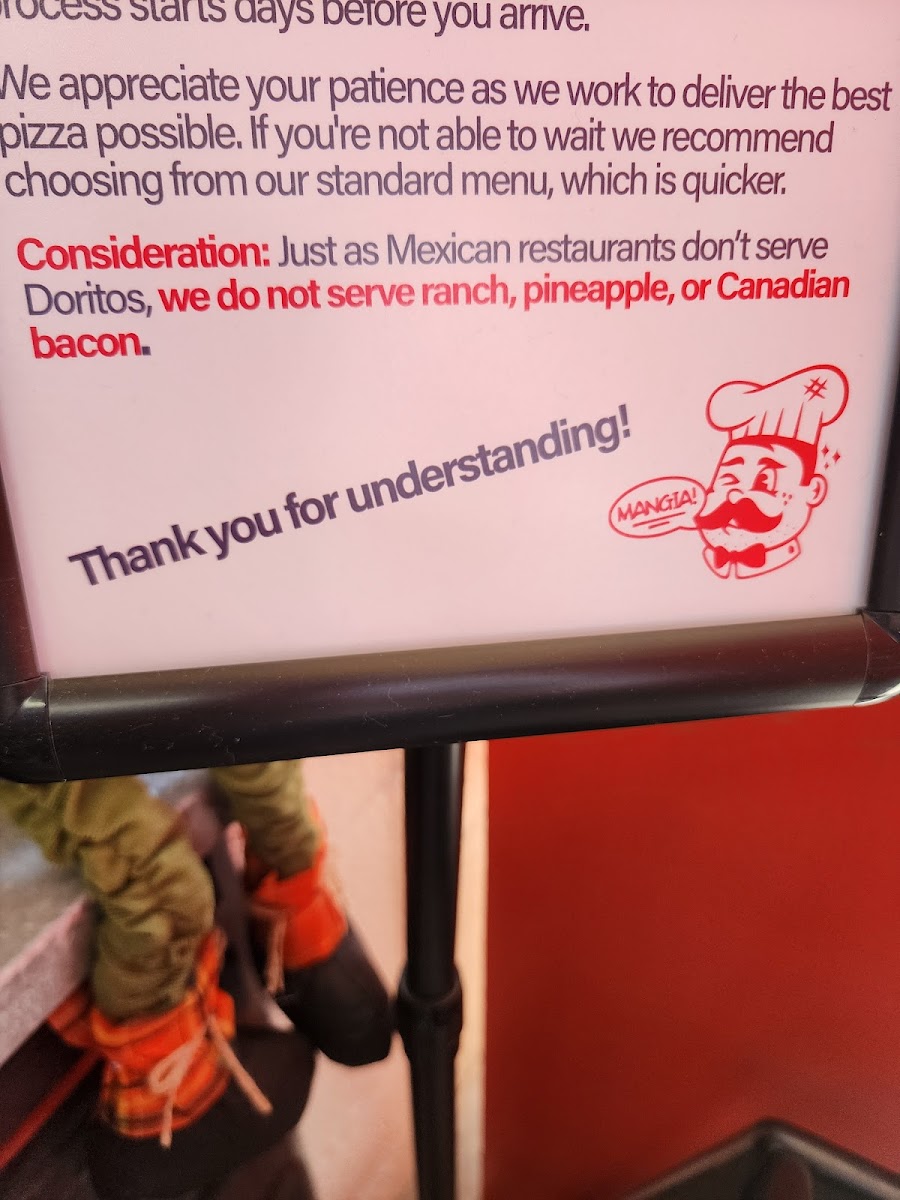 process starts days before you arrive.
We appreciate your patience as we work to deliver the best
pizza possible. If you're not able to wait we recommend
choosing from our standard menu, which is quicker.
Consideration: Just as Mexican restaurants don't serve
Doritos, we do not serve ranch, pineapple, or Canadian
bacon.
Thank you for understanding!
MANGIA!